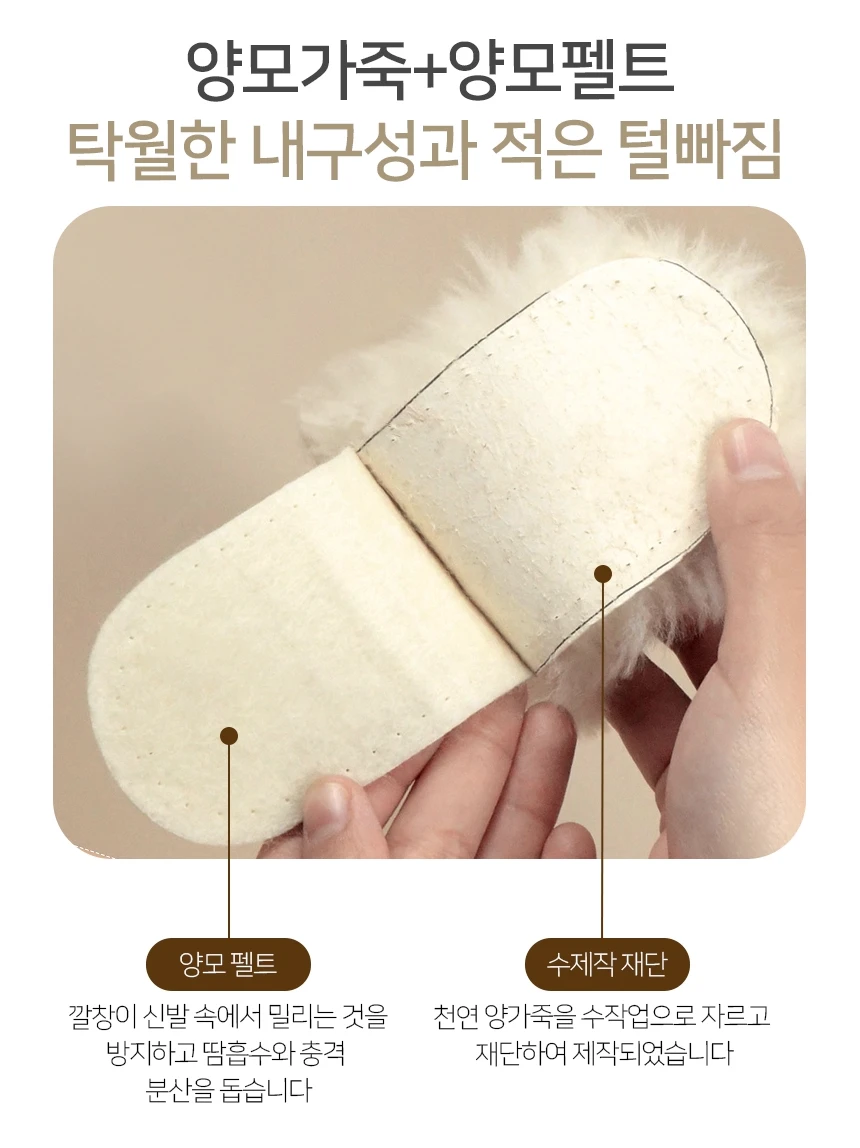 양모가죽+양모펠트
탁월한 내구성과 적은 털빠짐
양모 펠트
깔창이 신발 속에서 밀리는 것을
방지하고 땀흡수와 충격
분산을 돕습니다
수제작 재단
천연 양가죽을 수작업으로 자르고
재단하여 제작되었습니다